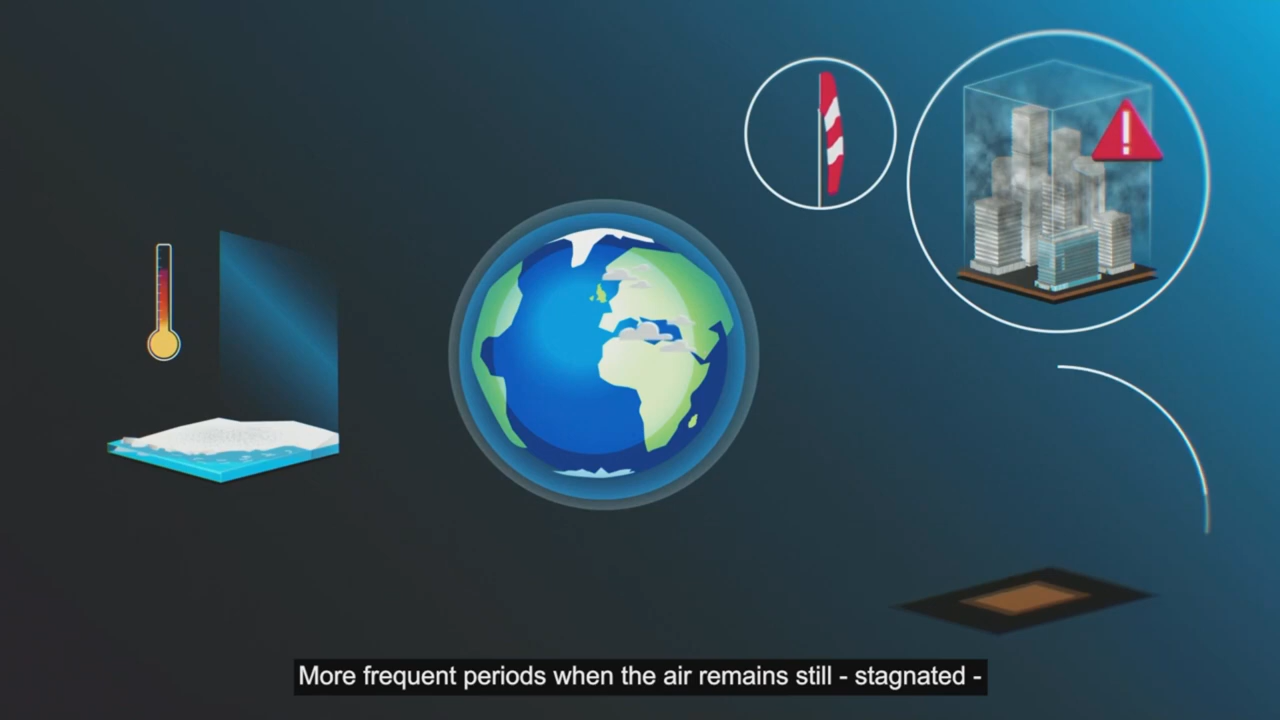 More frequent periods when the air remains still - stagnated -